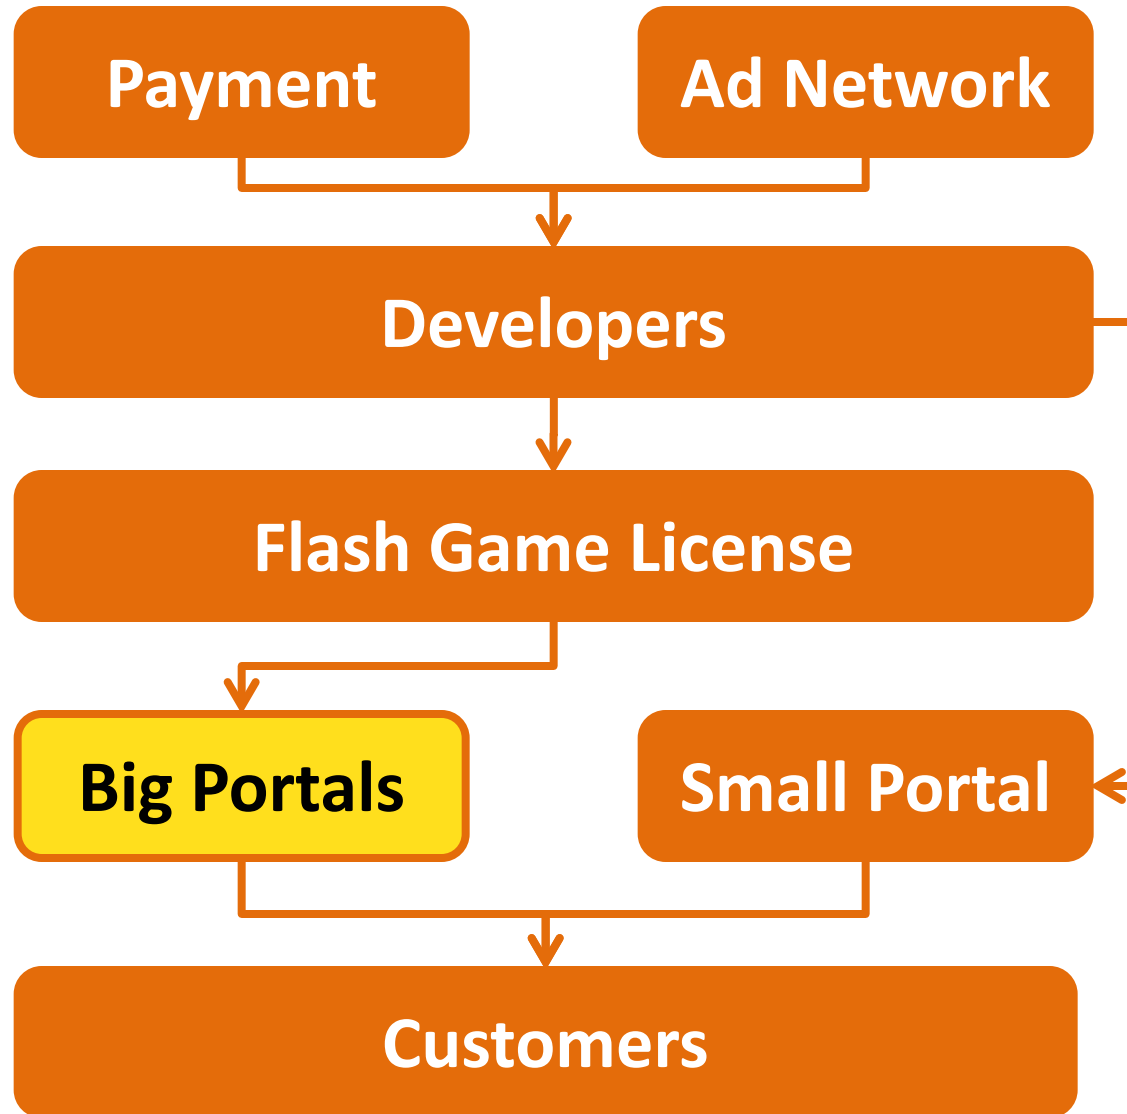 Payment
Ad Network
Developers
Flash Game License
Big Portals
Small Portal
Customers